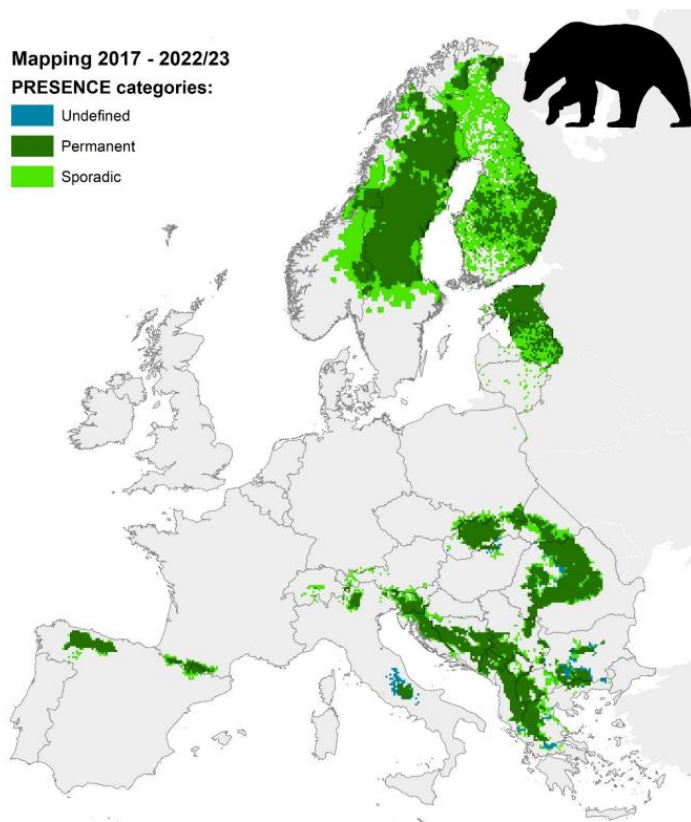 Mapping 2017 - 2022/23
PRESENCE categories:
Undefined
Permanent
Sporadic